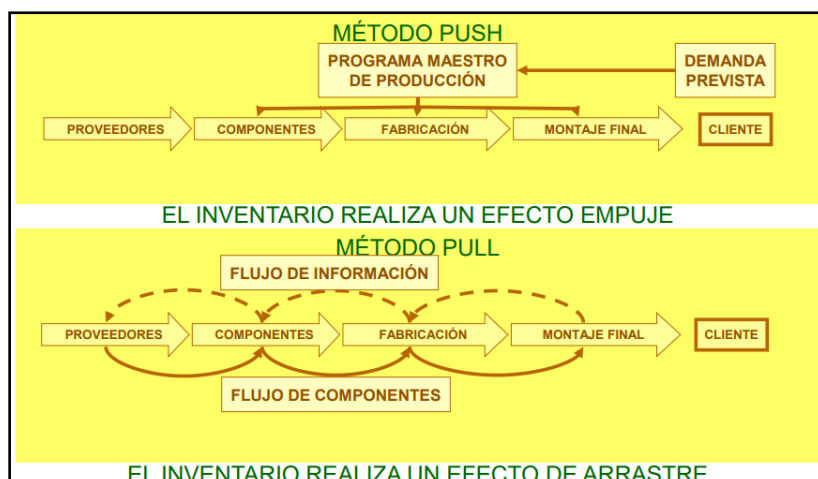 MÉTODO PUSH
PROGRAMA MAESTRO
DE PRODUCCIÓN
DEMANDA
PREVISTA
PROVEEDORES
COMPONENTES
FABRICACIÓN
MONTAJE FINAL
CLIENTE
EL INVENTARIO REALIZA UN EFECTO EMPUJE
MÉTODO PULL
FLUJO DE INFORMACIÓN
PROVEEDORES
COMPONENTES
FABRICACIÓN
MONTAJE FINAL
CLIENTE
FLUJO DE COMPONENTES
EL INVENTARIO REALIZA UN EFECTO DE ARRASTRE